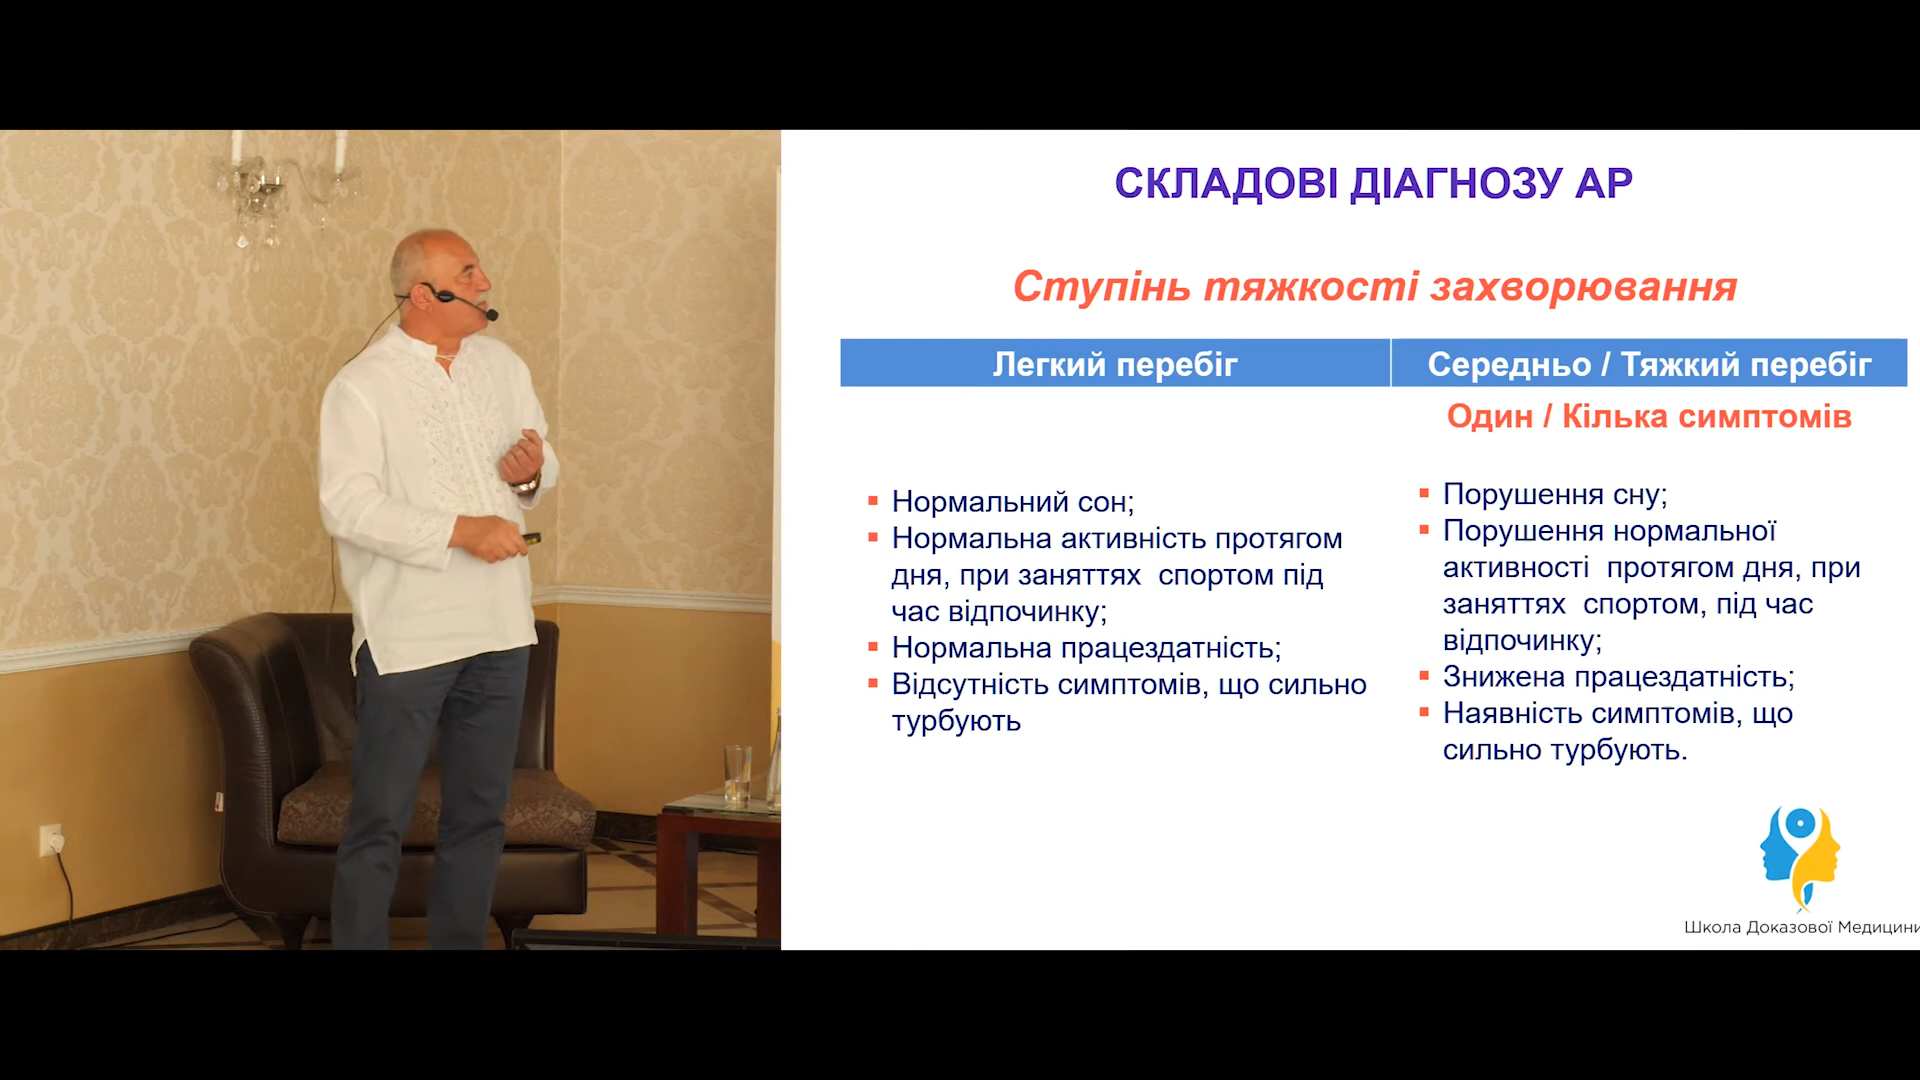 СКЛАДОВІ ДІАГНОЗУ АР
Ступінь тяжкості захворювання
Легкий перебіг
Нормальний сон;
Нормальна активність протягом
дня, при заняттях спортом під
час відпочинку;
Нормальна працездатність;
Відсутність симптомів, що сильно
турбують
Середньо / Тяжкий перебіг
Один / Кілька симптомів
Порушення сну;
Порушення нормальної
активності протягом дня, при
заняттях спортом, під час
відпочинку;
Знижена працездатність;
Наявність симптомів, що
сильно турбують.
Школа Доказової Медицини